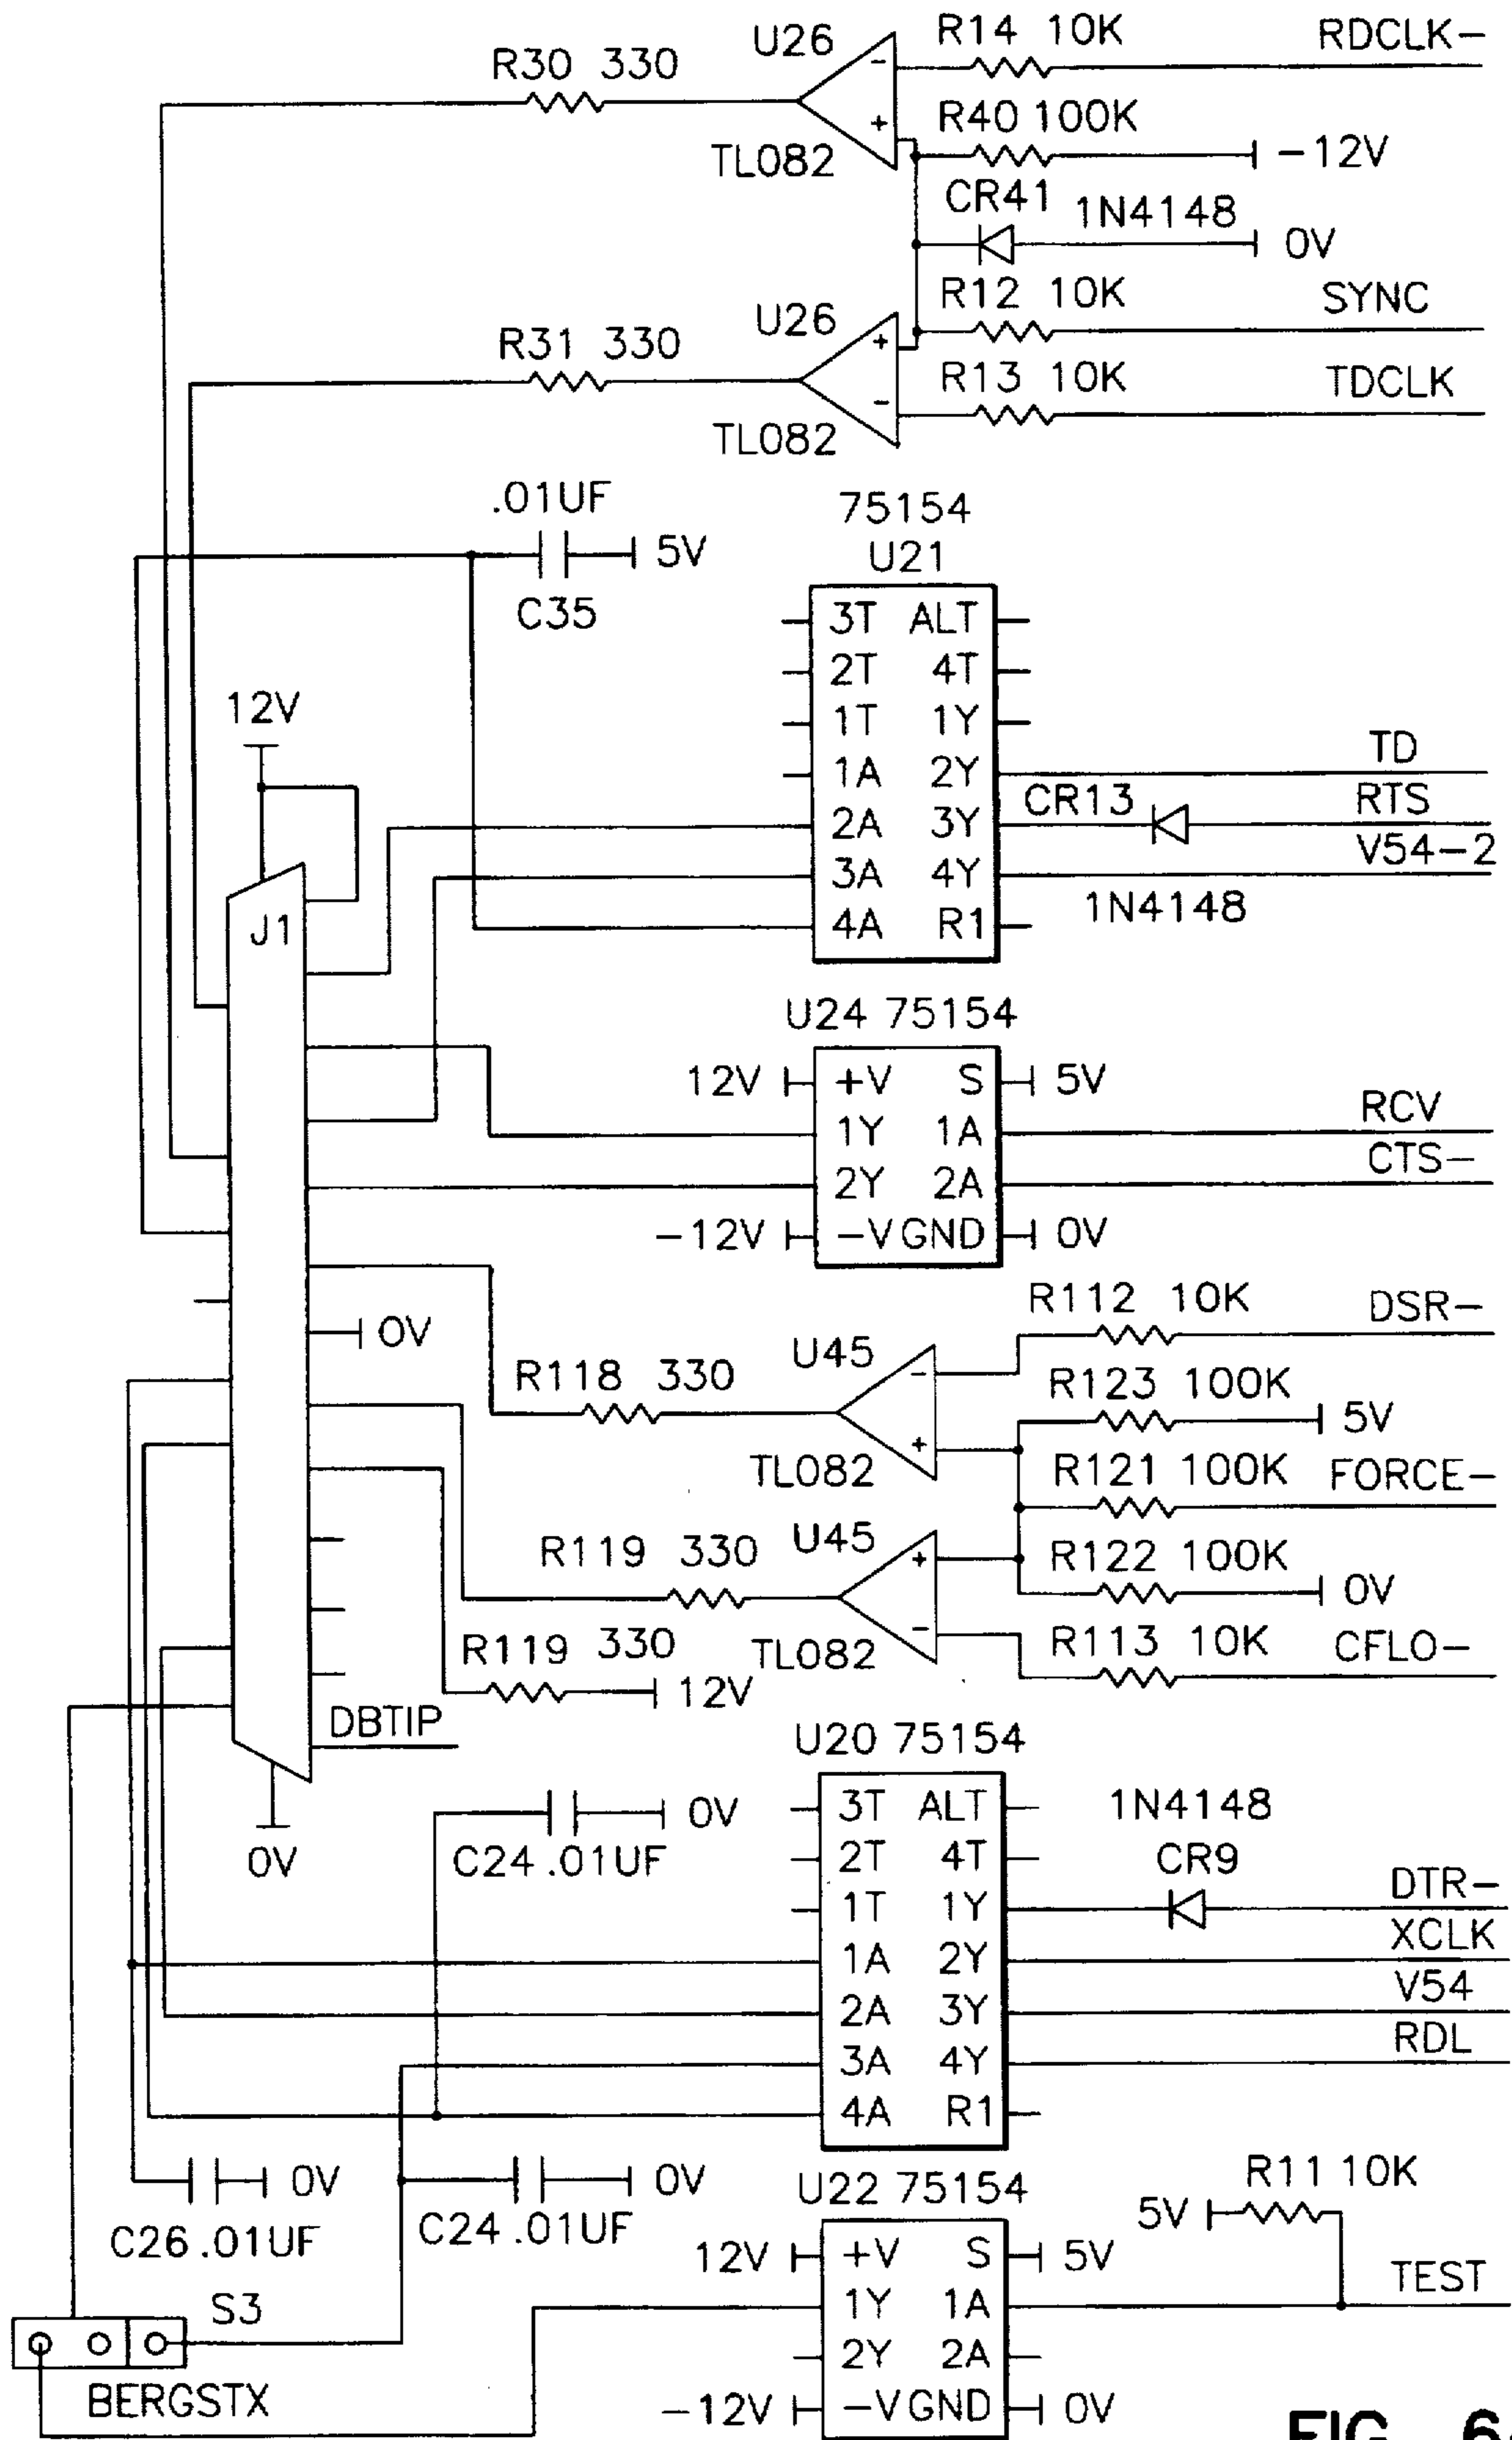 U26
R14 10K
RDCLK-
R30 330
-
+
R40 100K
-12V
TL082
CR41
1N4148
0V
R12 10K
SYNC
U26
R31 330
+
-
R13 10K
TDCLK
TL082
.01UF
5V
C35
75154
U21
3T ALT
2T 4T
1T 1Y
1A 2Y
2A 3Y
3A 4Y
4A R1
TD
CR13
RTS
V54-2
1N4148
12V
J1
U24 75154
12V
+V S
5V
1Y 1A
RCV
2Y 2A
CTS-
-12V
-V GND
0V
R112 10K
DSR-
0V
U45
R118 330
-
+
R123 100K
5V
TL082
R121 100K
FORCE-
U45
R119 330
+
-
R122 100K
0V
R119 330
TL082
R113 10K
CFLO-
12V
DBTIP
0V
U20 75154
3T ALT
2T 4T
1T 1Y
1A 2Y
2A 3Y
3A 4Y
4A R1
0V
C24 .01UF
1N4148
CR9
DTR-
XCLK
V54
RDL
0V
C26 .01UF
0V
C24 .01UF
U22 75154
R11 10K
5V
12V
+V S
5V
1Y 1A
TEST
2Y 2A
-12V
-V GND
0V
S3
BERGSTX
FIG. 6